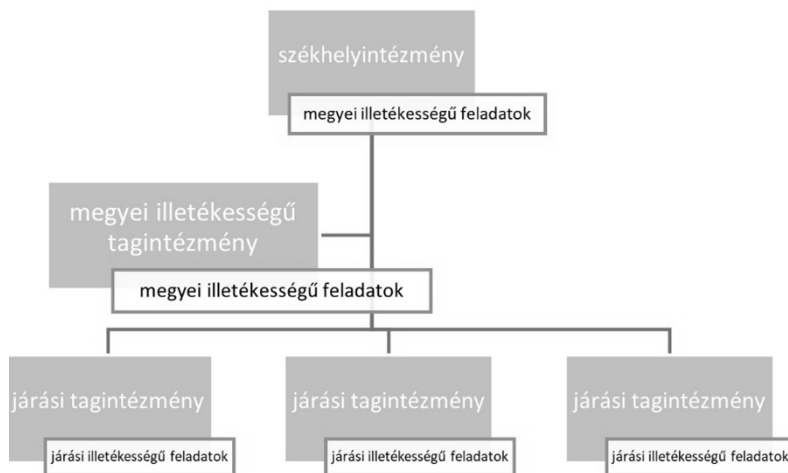 székhelyintézmény
megyei illetékességű feladatok
megyei illetékességű
tagintézmény
megyei illetékességű feladatok
járási tagintézmény
járási illetékességű feladatok
járási tagintézmény
járási illetékességű feladatok
járási tagintézmény
járási illetékességű feladatok